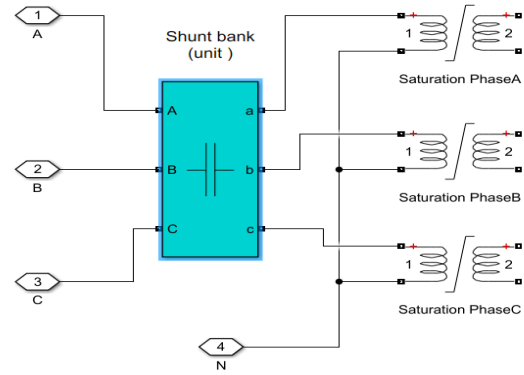 1
A
Shunt bank
(unit )
A
a
B
b
C
c
2
B
3
C
4
N
+ +
1 2
Saturation PhaseA
+ +
1 2
Saturation PhaseB
+ +
1 2
Saturation PhaseC